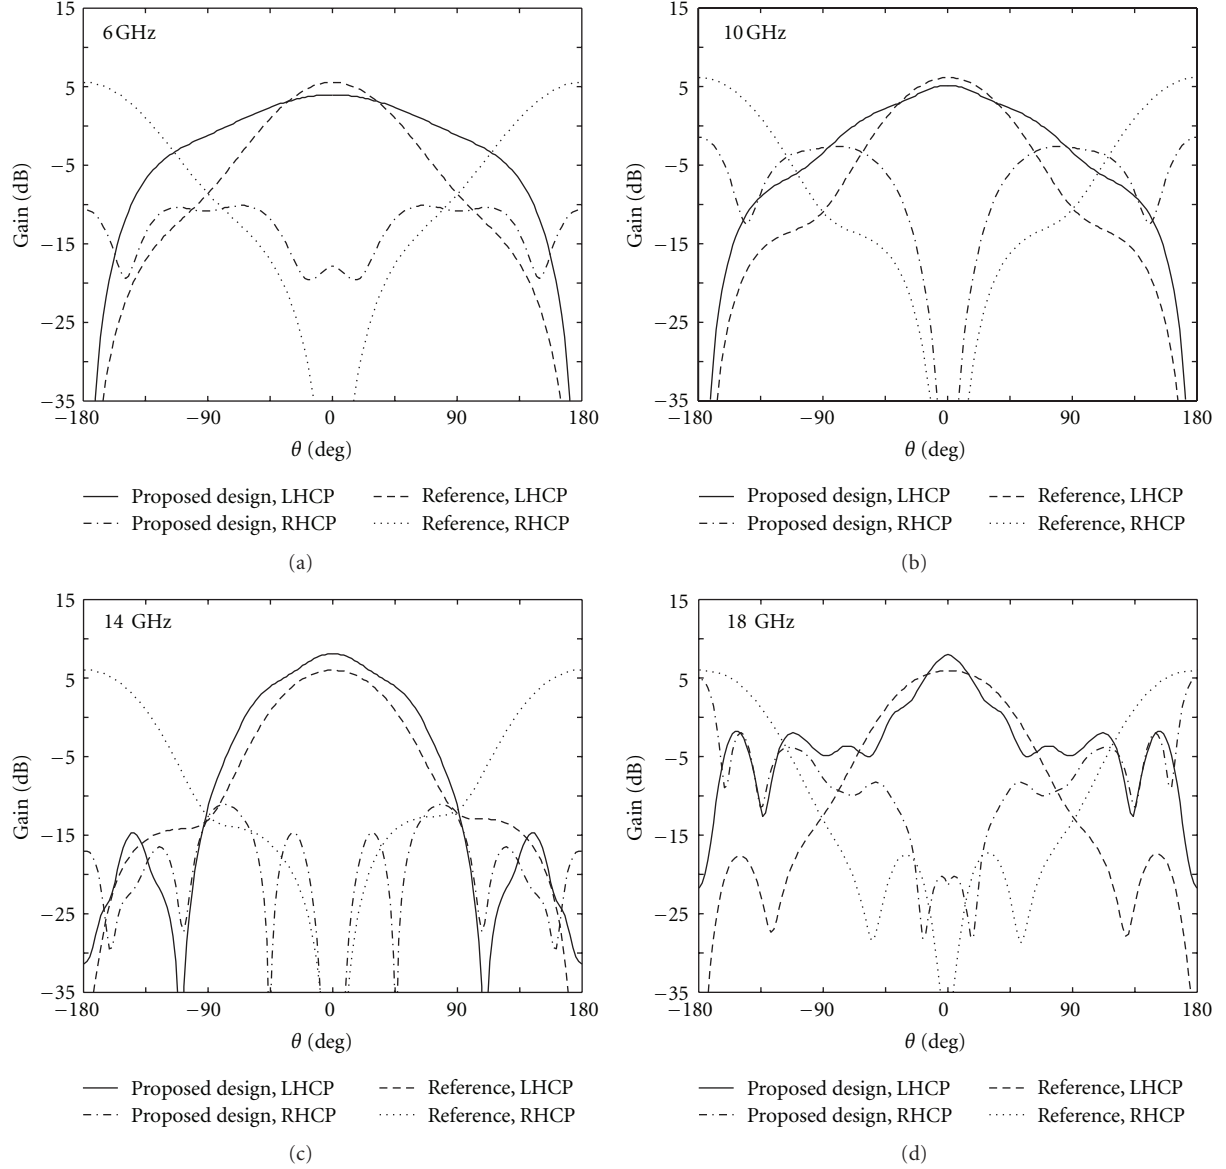 15
5
−5
−15
−25
−35
Gain (dB)
6 GHz
−180
−90
0
90
180
θ (deg)
Proposed design, LHCP
Proposed design, RHCP
Reference, LHCP
Reference, RHCP
(a)
15
5
−5
−15
−25
−35
Gain (dB)
10 GHz
−180
−90
0
90
180
θ (deg)
Proposed design, LHCP
Proposed design, RHCP
Reference, LHCP
Reference, RHCP
(b)
15
5
−5
−15
−25
−35
Gain (dB)
14 GHz
−180
−90
0
90
180
θ (deg)
Proposed design, LHCP
Proposed design, RHCP
Reference, LHCP
Reference, RHCP
(c)
15
5
−5
−15
−25
−35
Gain (dB)
18 GHz
−180
−90
0
90
180
θ (deg)
Proposed design, LHCP
Proposed design, RHCP
Reference, LHCP
Reference, RHCP
(d)